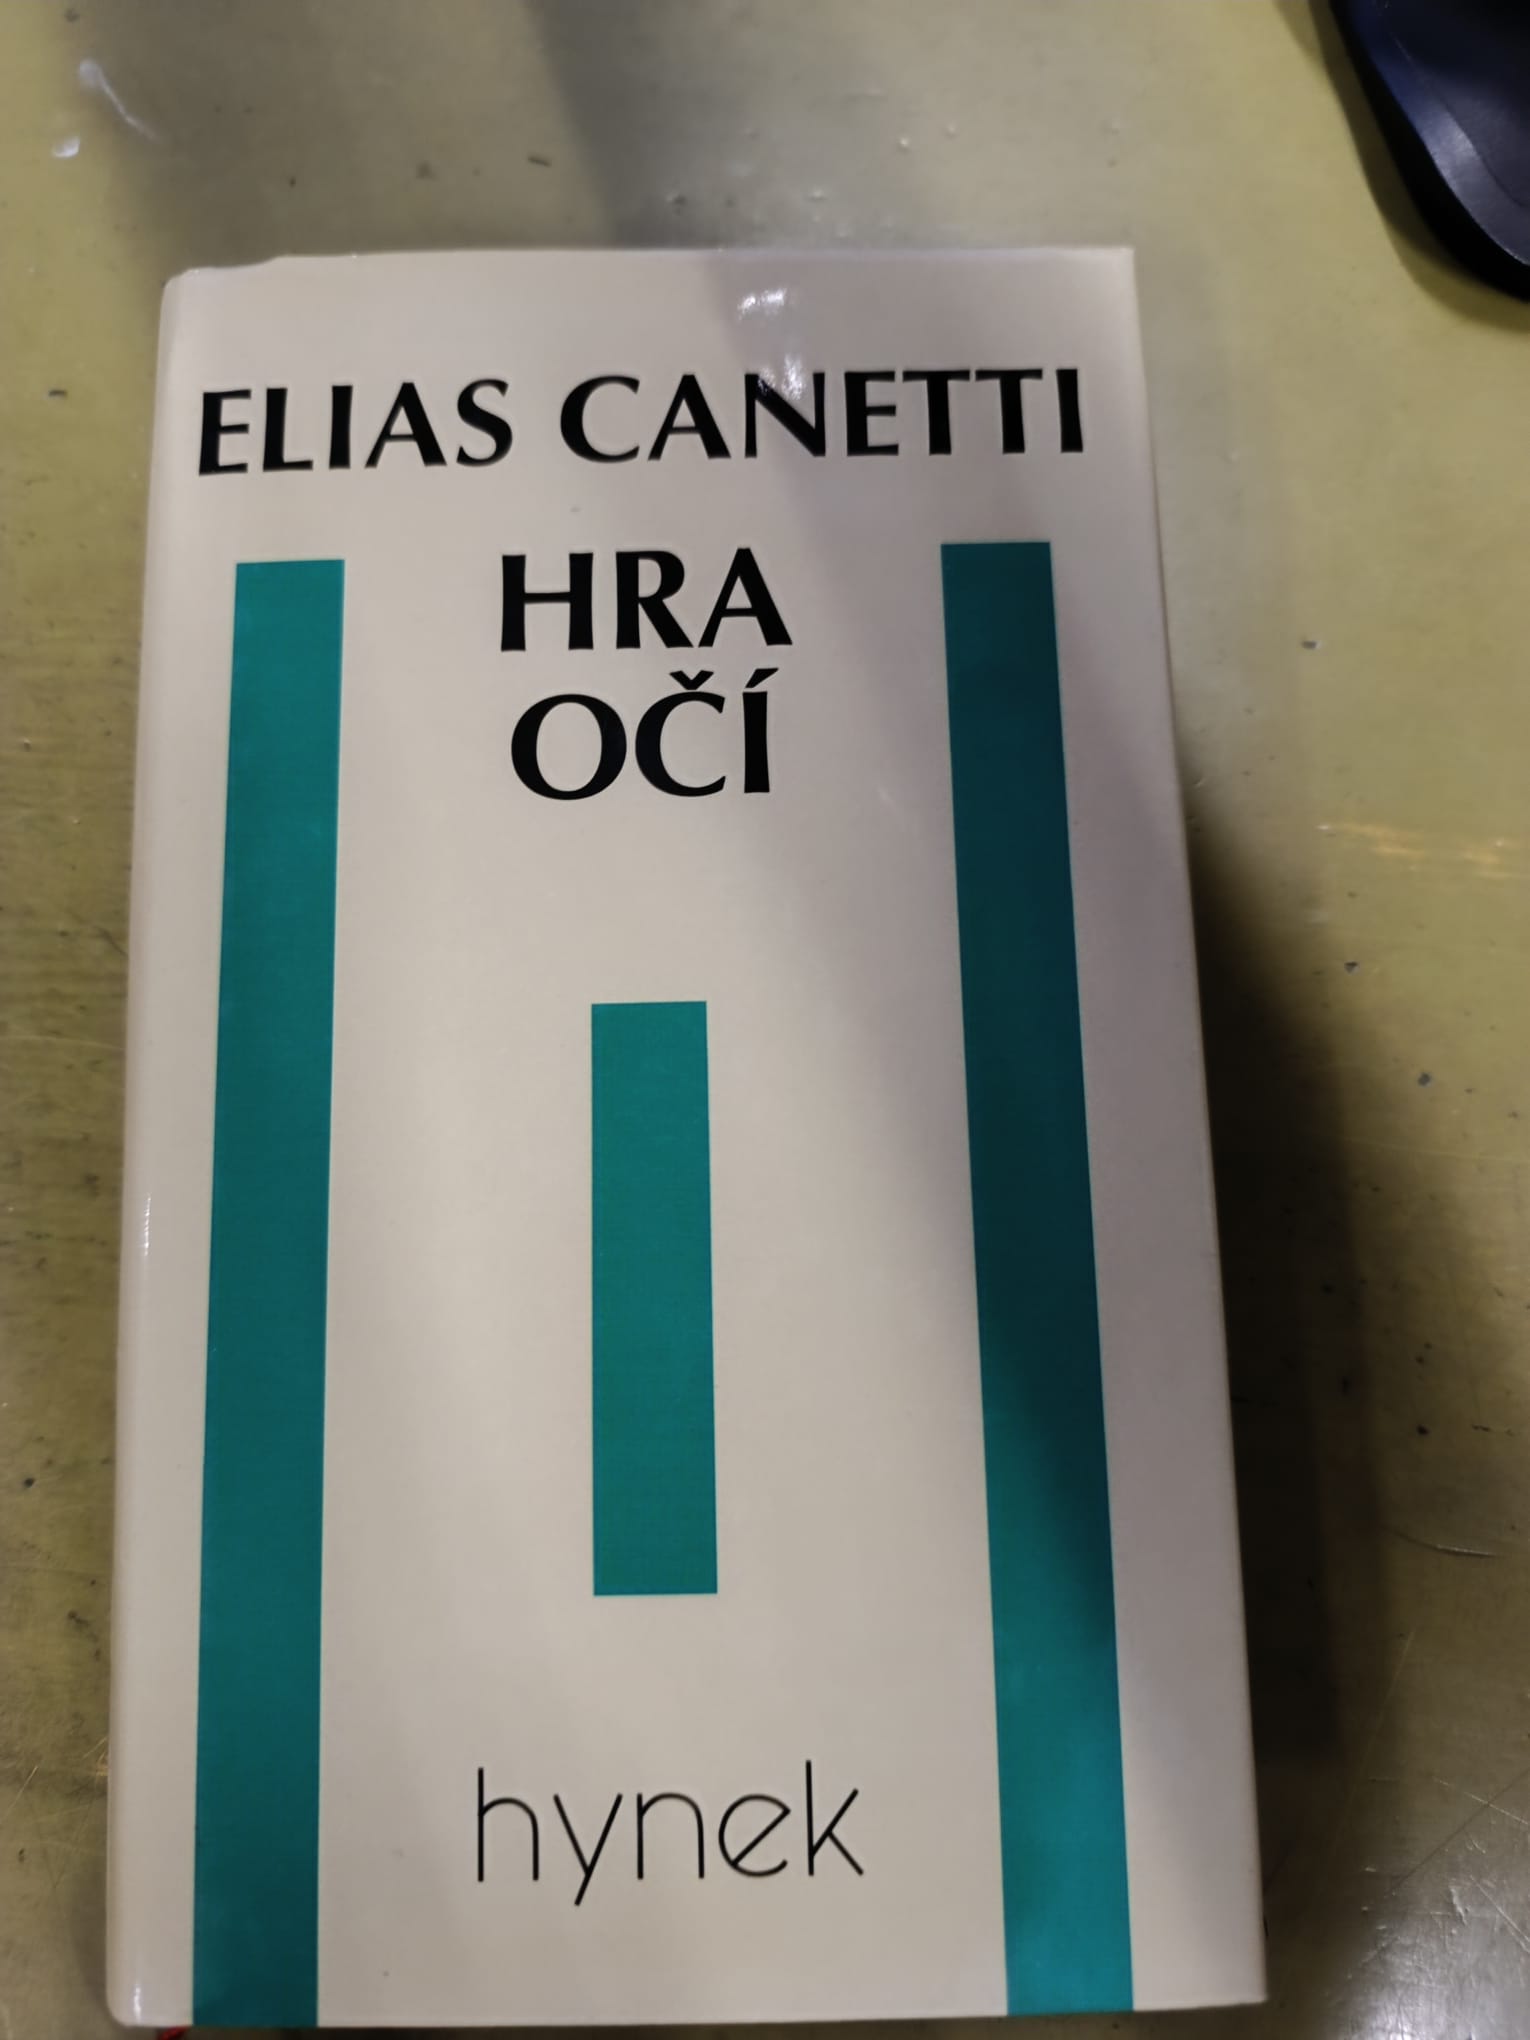 ELIAS CANETTI
HRA
OČÍ
hynek